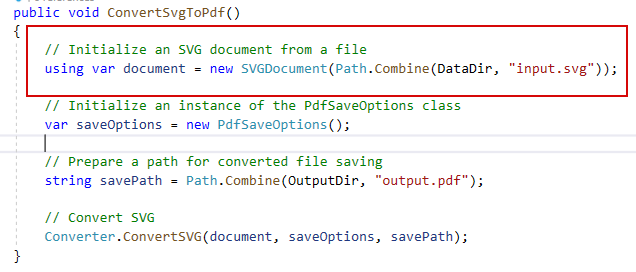 public void ConvertSvgToPdf()
{
// Initialize an SVG document from a file
using var document = new SVGDocument(Path.Combine(DataDir, "input.svg"));
// Initialize an instance of the PdfSaveOptions class
var saveOptions = new PdfSaveOptions();
// Prepare a path for converted file saving
string savePath = Path.Combine(OutputDir, "output.pdf");
// Convert SVG
Converter.ConvertSVG(document, saveOptions, savePath);
}